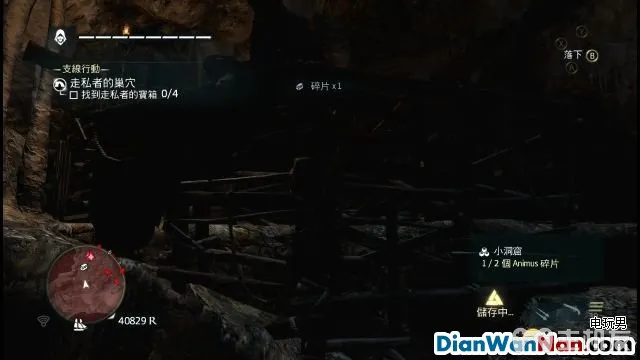 落下 B
Y
X
A
支線行動
走私者的巢穴
找到走私者的寶箱 0/4
碎片 x1
小洞窟
1 / 2 個 Animus 碎片
儲存中...
40829 R
电玩男
DianWanNan.com